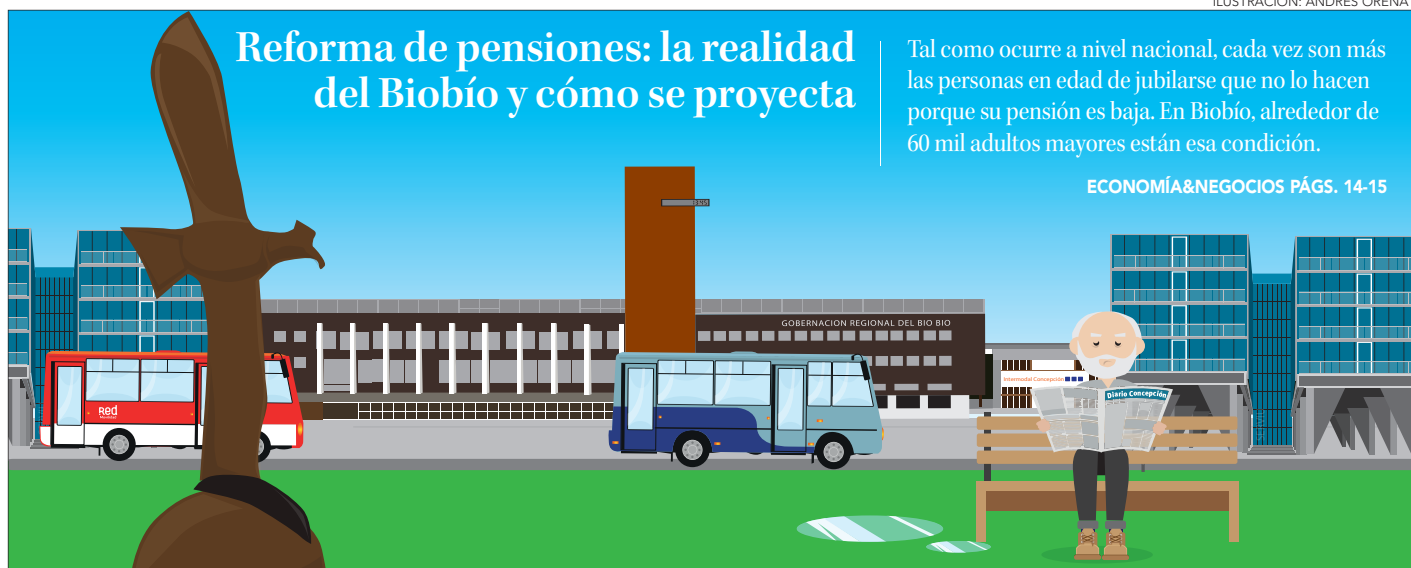 ILUSTRACIÓN: ANDRÉS OREÑA
Reforma de pensiones: la realidad
del Biobío y cómo se proyecta
Tal como ocurre a nivel nacional, cada vez son más
las personas en edad de jubilarse que no lo hacen
porque su pensión es baja. En Biobío, alrededor de
60 mil adultos mayores están esa condición.
ECONOMÍA&NEGOCIOS PÁGS. 14-15
GOBERNACION REGIONAL DEL BIO BIO
Intermodal Concepción
Diario Concepción
Red